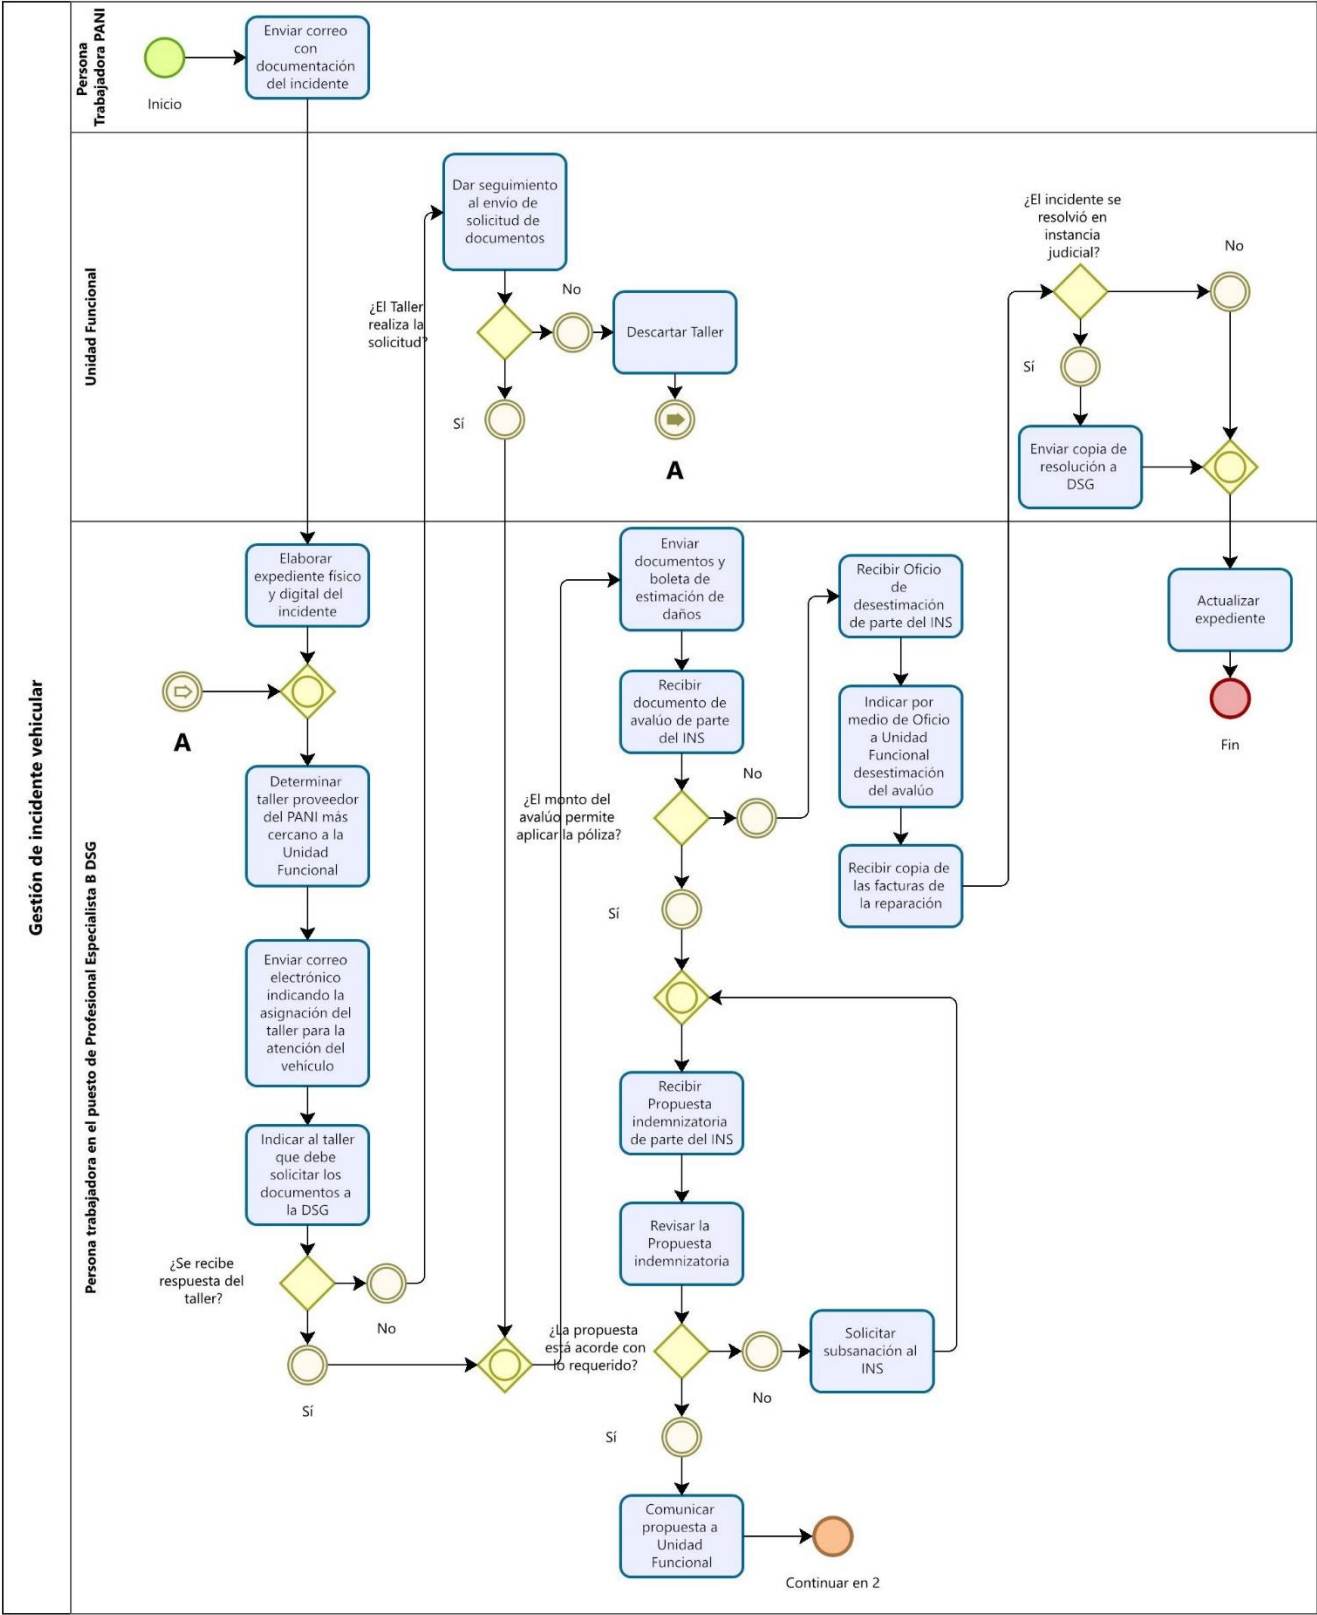 Gestión de incidente vehicular
Persona
Trabajadora PANI
Inicio
Enviar correo
con
documentación
del incidente
Unidad Funcional
Dar seguimiento
al envío de
solicitud de
documentos
¿El Taller
realiza la
solicitud?
No
Descartar Taller
Sí
A
¿El incidente se
resolvió en
instancia
judicial?
No
Sí
Enviar copia de
resolución a
DSG
Persona trabajadora en el puesto de Profesional Especialista B DSG
Elaborar
expediente físico
y digital del
incidente
A
Determinar
taller proveedor
del PANI más
cercano a la
Unidad
Funcional
Enviar correo
electrónico
indicando la
asignación del
taller para la
atención del
vehículo
Indicar al taller
que debe
solicitar los
documentos a
la DSG
¿Se recibe
respuesta del
taller?
No
Sí
Enviar
documentos y
boleta de
estimación de
daños
Recibir
documento de
avalúo de parte
del INS
¿El monto del
avalúo permite
aplicar la póliza?
No
Sí
Recibir Oficio
de
desestimación
de parte del INS
Indicar por
medio de Oficio
a Unidad
Funcional
desestimación
del avalúo
Recibir copia de
las facturas de
la reparación
Recibir
Propuesta
indemnizatoria
de parte del INS
Revisar la
Propuesta
indemnizatoria
¿La propuesta
está acorde con
lo requerido?
No
Solicitar
subsanación al
INS
Sí
Comunicar
propuesta a
Unidad
Funcional
Continuar en 2
Actualizar
expediente
Fin